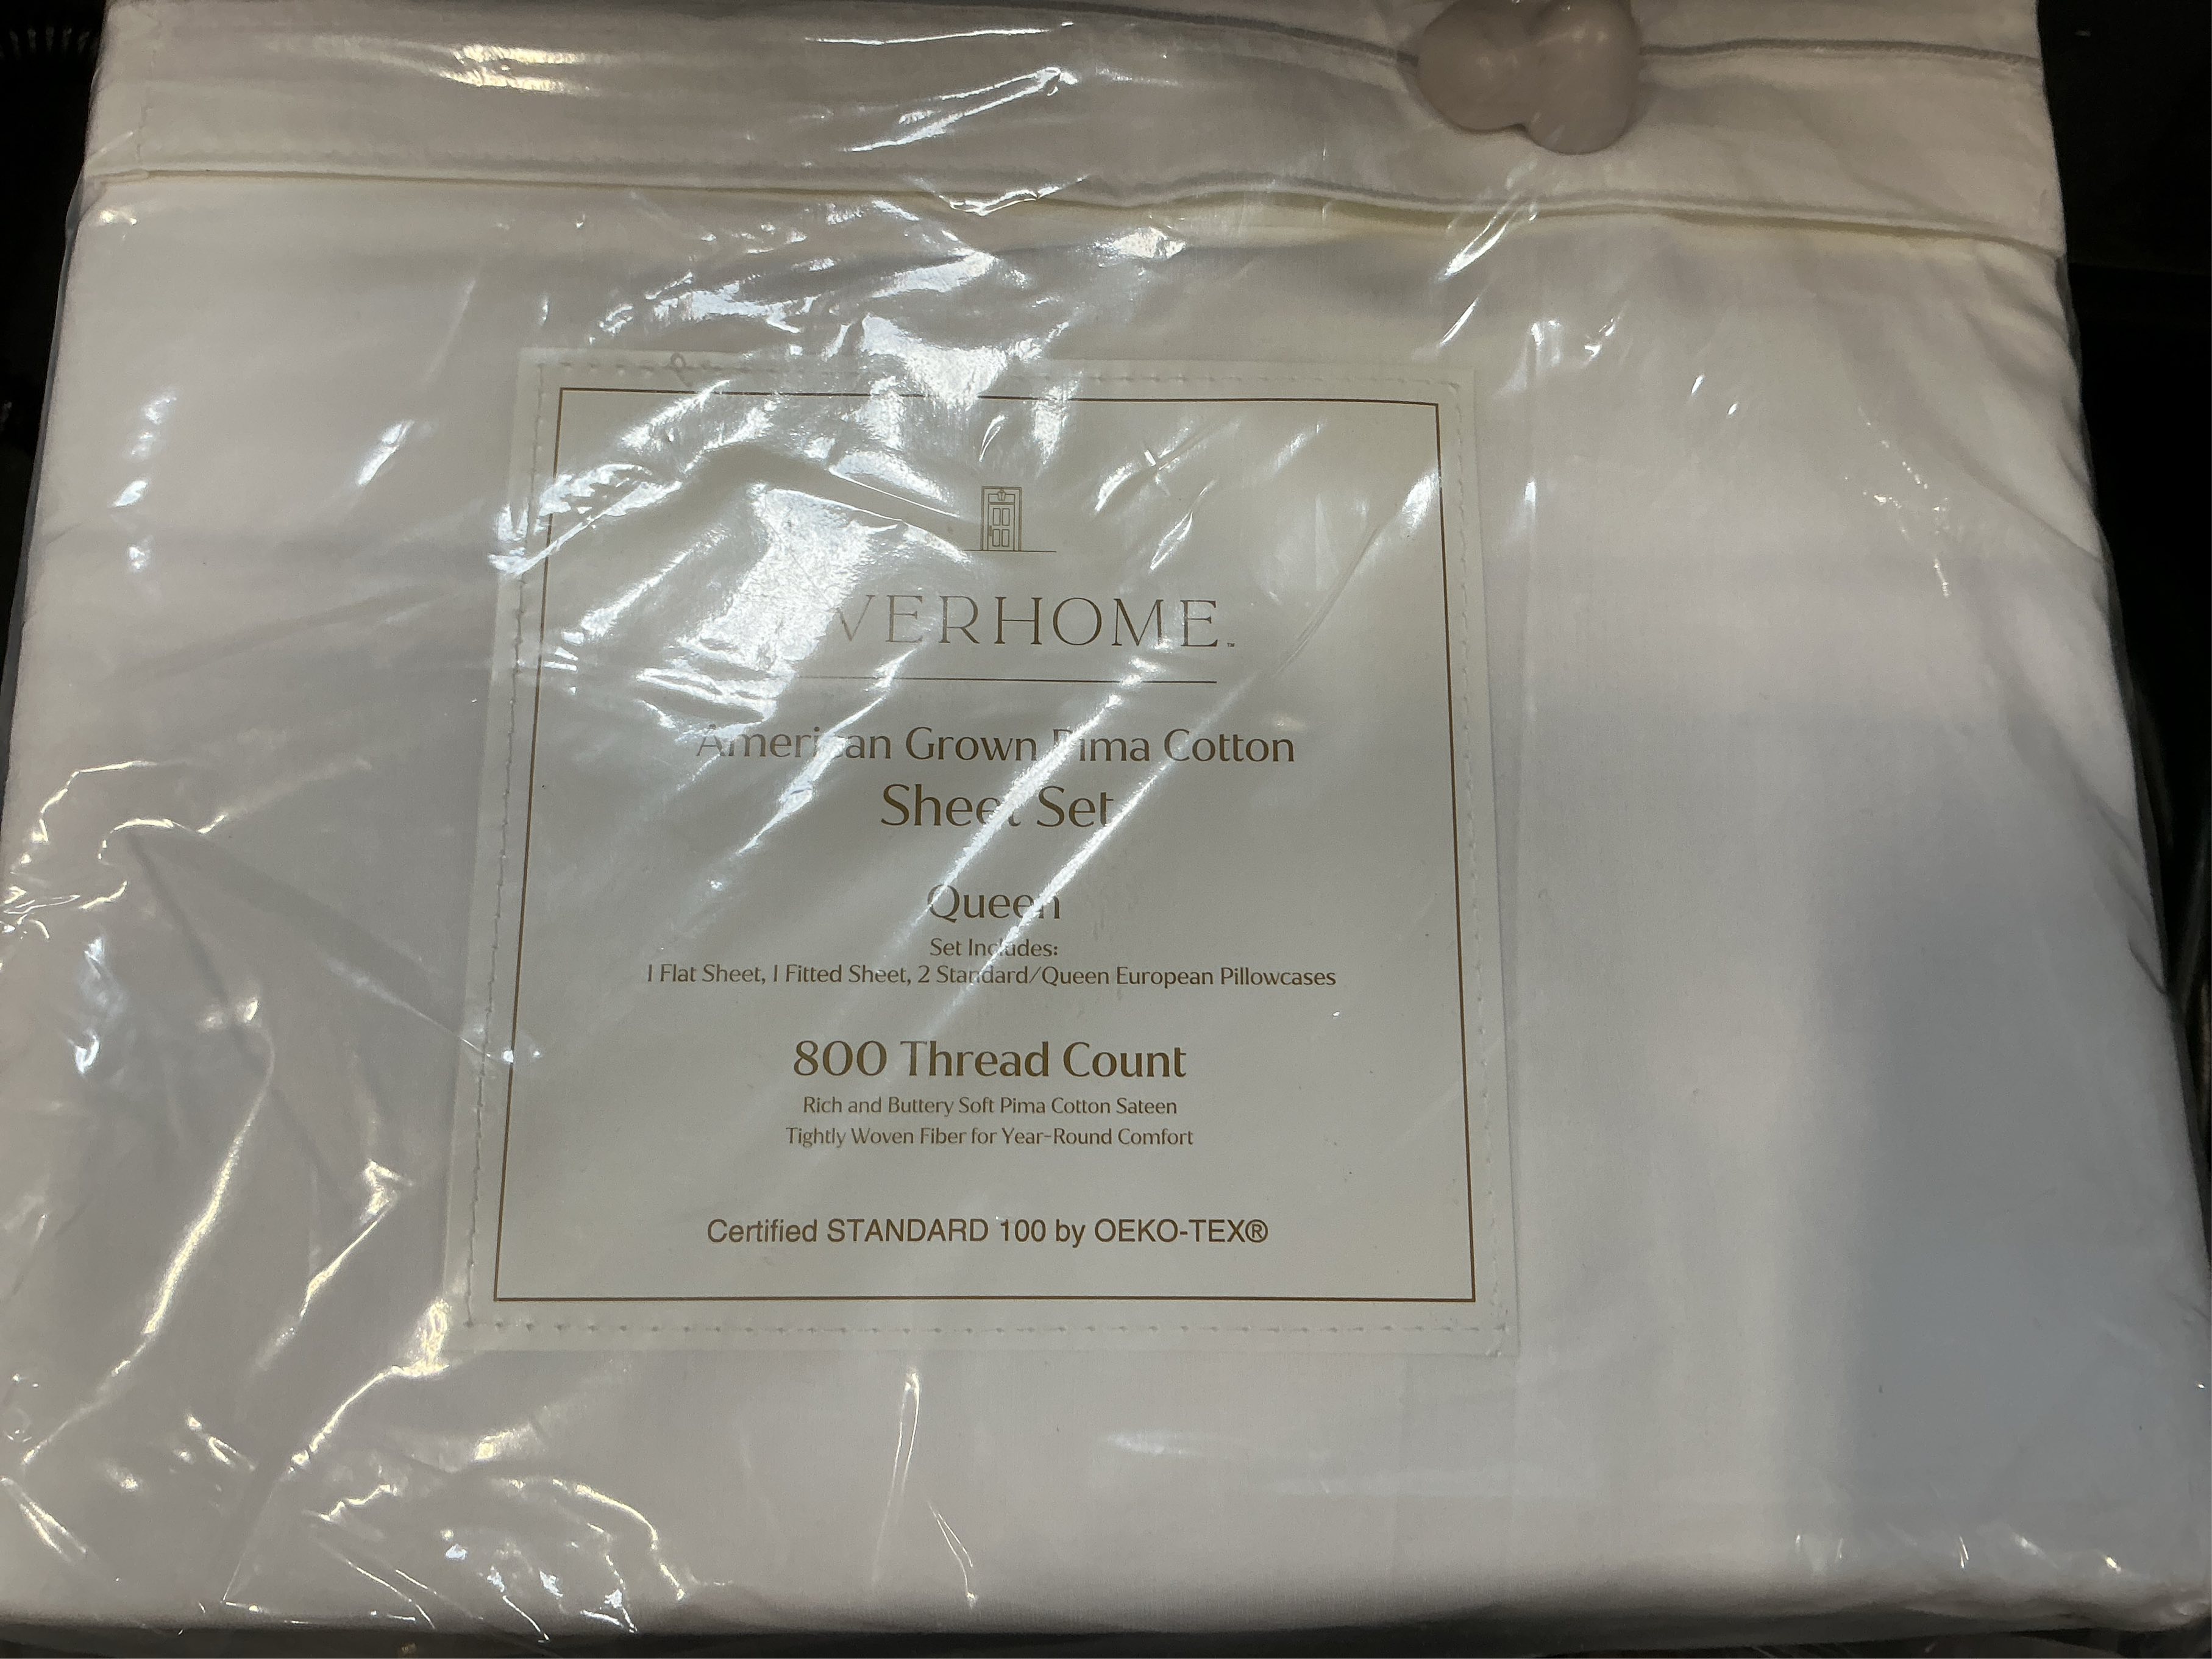 VERHOME™
American Grown Pima Cotton
Sheet Set
Queen
Set Includes:
1 Flat Sheet, 1 Fitted Sheet, 2 Standard/Queen European Pillowcases
800 Thread Count
Rich and Buttery Soft Pima Cotton Sateen
Tightly Woven Fiber for Year-Round Comfort
Certified STANDARD 100 by OEKO-TEX®